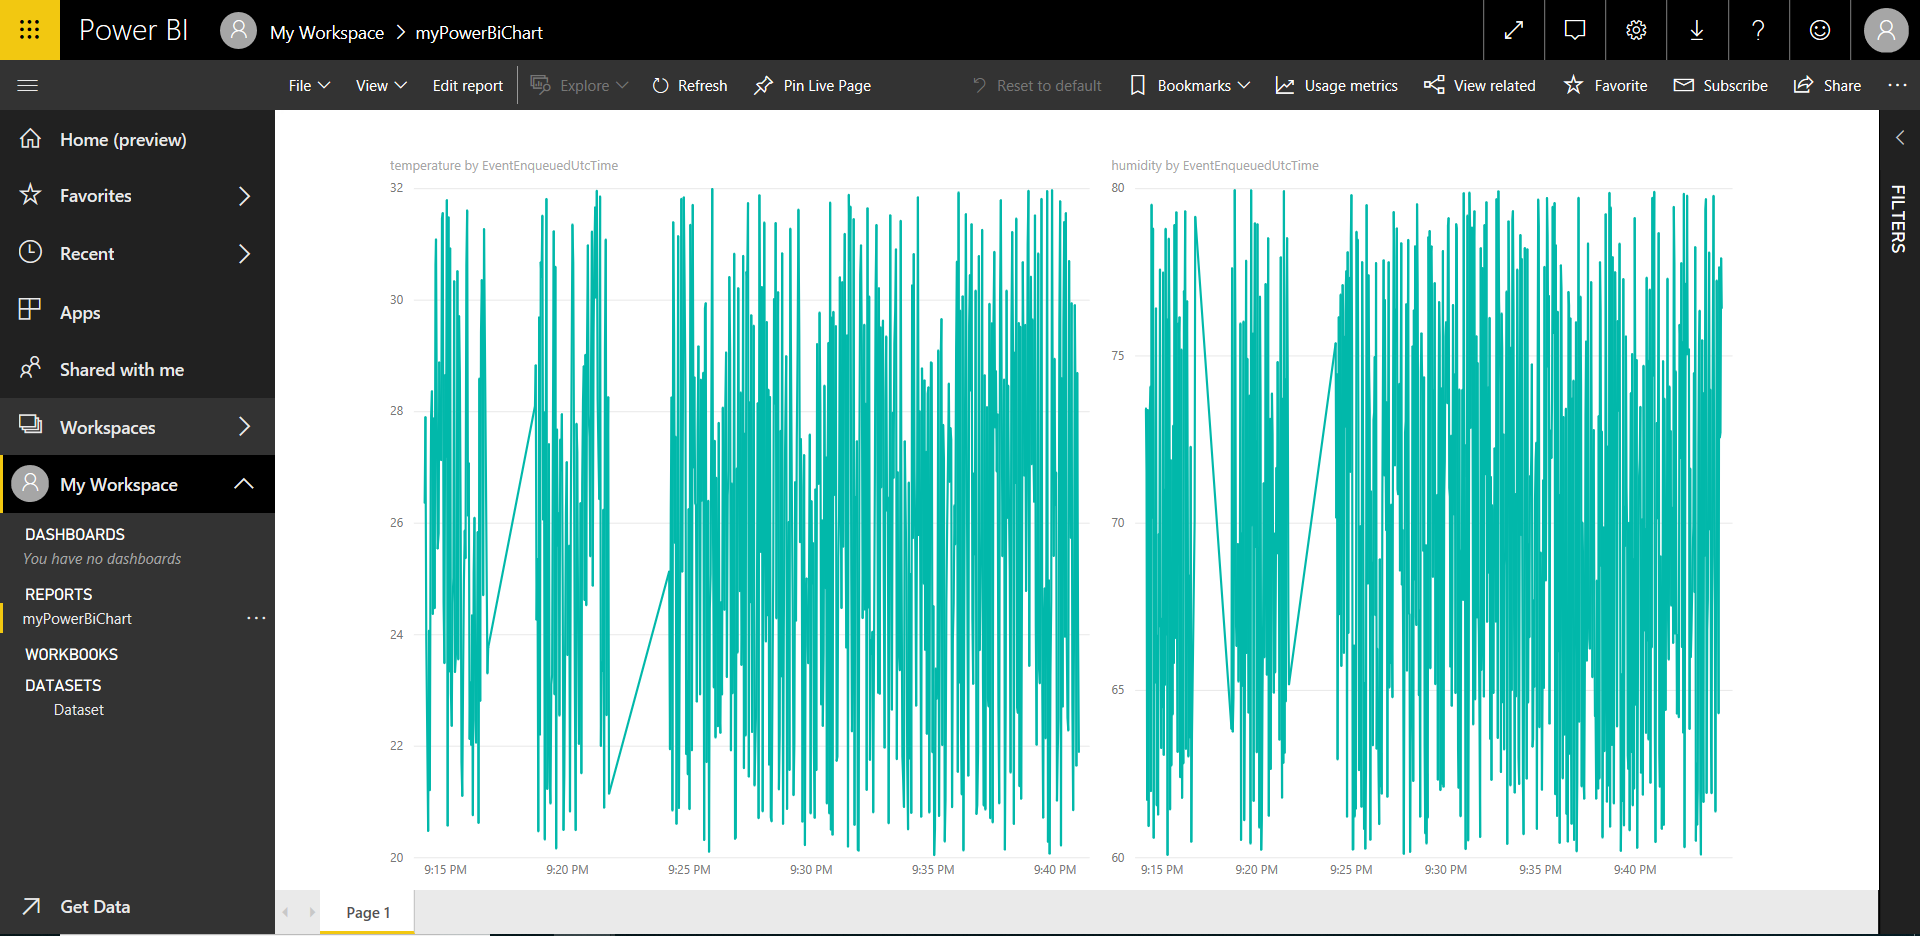 Power BI
My Workspace > myPowerBiChart
File View Edit report Explore Refresh Pin Live Page Reset to default Bookmarks Usage metrics View related Favorite Subscribe Share ...
Home (preview)
Favorites
Recent
Apps
Shared with me
Workspaces
My Workspace
DASHBOARDS
You have no dashboards
REPORTS
myPowerBiChart ...
WORKBOOKS
DATASETS
Dataset
Get Data
temperature by EventEnqueuedUtcTime
32
30
28
26
24
22
20
9:15 PM 9:20 PM 9:25 PM 9:30 PM 9:35 PM 9:40 PM
humidity by EventEnqueuedUtcTime
80
75
70
65
60
9:15 PM 9:20 PM 9:25 PM 9:30 PM 9:35 PM 9:40 PM
FILTERS
Page 1